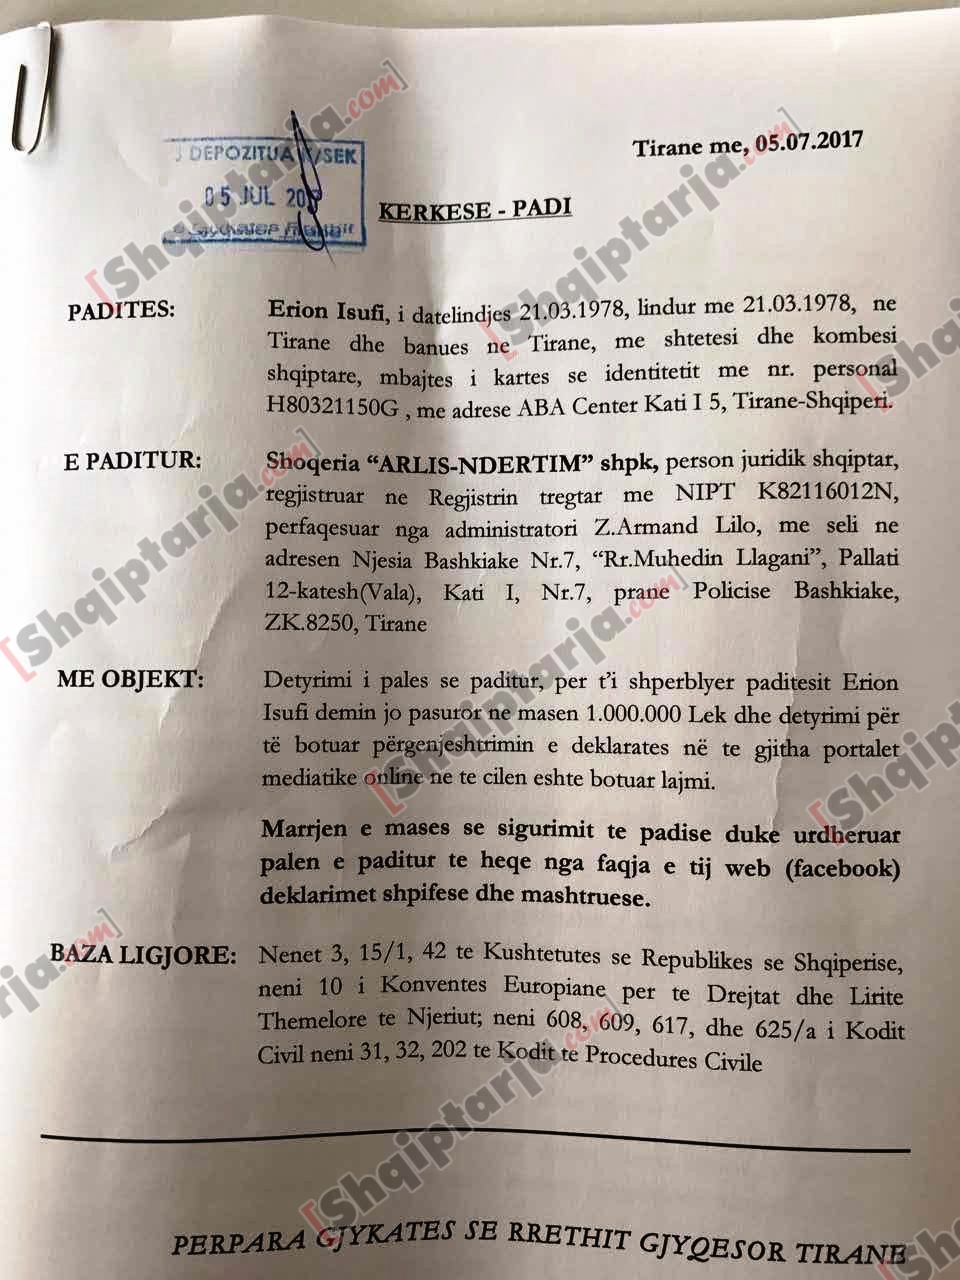 Tirane me, 05.07.2017
DEPOZITUA /SEK
05 JUL 20
KERKESE - PADI
PADITES: Erion Isufi, i datelindjes 21.03.1978, lindur me 21.03.1978, ne
Tirane dhe banues ne Tirane, me shtetesi dhe kombesi
shqiptare, mbajtes i kartes se identitetit me nr. personal
H80321150G , me adrese ABA Center Kati I 5, Tirane-Shqiperi.
E PADITUR: Shoqeria “ARLIS-NDERTIM” shpk, person juridik shqiptar,
regjistruar ne Regjistrin tregtar me NIPT K82116012N,
perfaqesuar nga administratori Z.Armand Lilo, me seli ne
adresen Njesia Bashkiake Nr.7, “Rr.Muhedin Llagani”, Pallati
12-katesh(Vala), Kati I, Nr.7, prane Policise Bashkiake,
ZK.8250, Tirane
ME OBJEKT: Detyrimi i pales se paditur, per t’i shperblyer paditesit Erion
Isufi demin jo pasuror ne masen 1.000.000 Lek dhe detyrimi për
të botuar përgenjeshtrimin e deklarates në te gjitha portalet
mediatike online ne te cilen eshte botuar lajmi.
Marrjen e mases se sigurimit te padise duke urdheruar
palen e paditur te heqe nga faqja e tij web (facebook)
deklarimet shpifese dhe mashtruese.
BAZA LIGJORE: Nenet 3, 15/1, 42 te Kushtetutes se Republikes se Shqiperise,
neni 10 i Konventes Europiane per te Drejtat dhe Lirite
Themelore te Njeriut; neni 608, 609, 617, dhe 625/a i Kodit
Civil neni 31, 32, 202 te Kodit te Procedures Civile
PERPARA GJYKATES SE RRETHIT GJYQESOR TIRANE
[Shqiptarja.com]
[Shqiptarja.com]
[Shqiptarja.com]
[Shqiptarja.com]
[Shqiptarja.com]